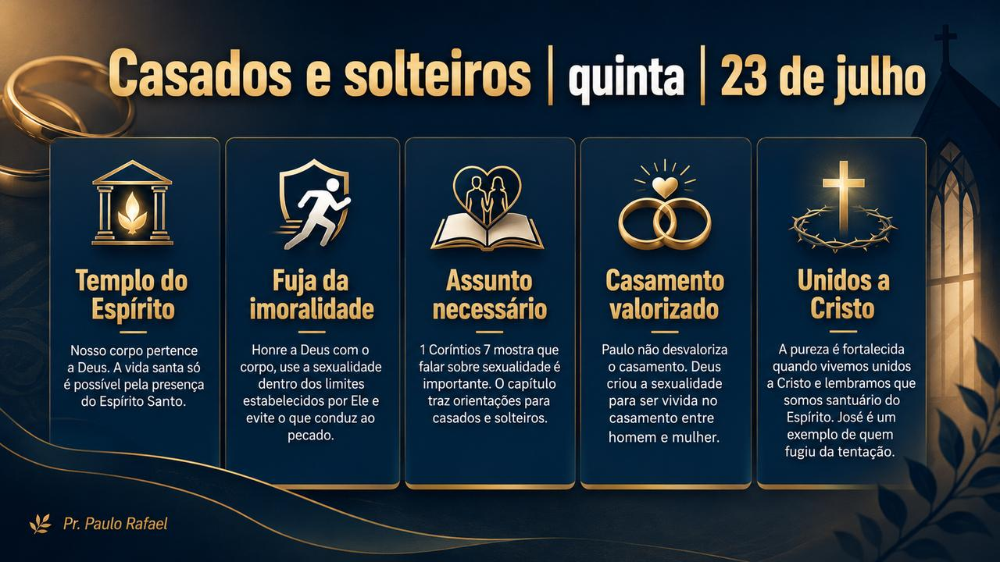 Casados e solteiros | quinta | 23 de julho
Templo do
Espírito
Nosso corpo pertence
a Deus. A vida santa só
é possível pela presença
do Espírito Santo.
Fuja da
imoralidade
Honre a Deus com o
corpo, use a sexualidade
dentro dos limites
estabelecidos por Ele e
evite o que conduz ao
pecado.
Assunto
necessário
1 Coríntios 7 mostra que
falar sobre sexualidade é
importante. O capítulo
traz orientações para
casados e solteiros.
Casamento
valorizado
Paulo não desvaloriza
o casamento. Deus
criou a sexualidade
para ser vivida no
casamento entre
homem e mulher.
Unidos a
Cristo
A pureza é fortalecida
quando vivemos unidos
a Cristo e lembramos que
somos santuário do
Espírito. José é um
exemplo de quem
fugiu da tentação.
Pr. Paulo Rafael